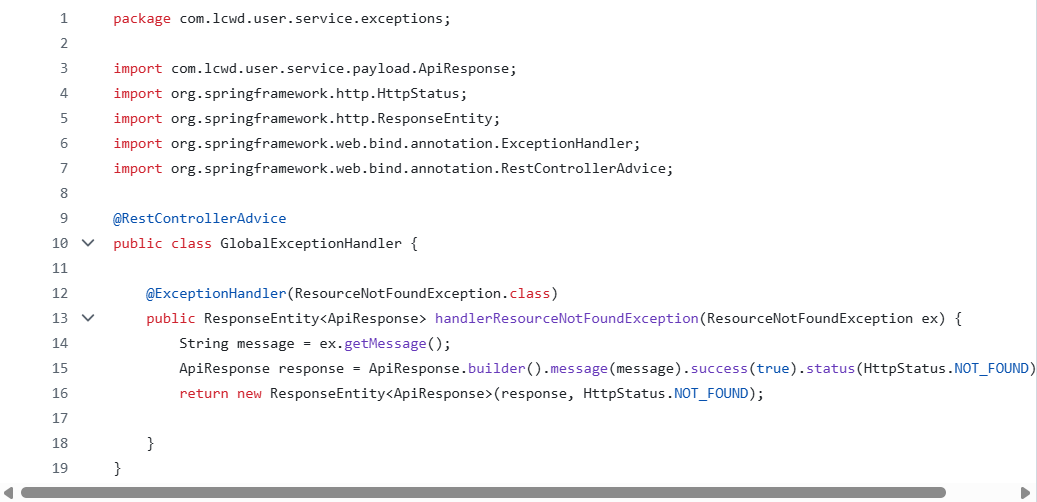 1 package com.lcwd.user.service.exceptions;
2
3 import com.lcwd.user.service.payload.ApiResponse;
4 import org.springframework.http.HttpStatus;
5 import org.springframework.http.ResponseEntity;
6 import org.springframework.web.bind.annotation.ExceptionHandler;
7 import org.springframework.web.bind.annotation.RestControllerAdvice;
8
9 @RestControllerAdvice
10 public class GlobalExceptionHandler {
11
12     @ExceptionHandler(ResourceNotFoundException.class)
13     public ResponseEntity<ApiResponse> handlerResourceNotFoundException(ResourceNotFoundException ex) {
14         String message = ex.getMessage();
15         ApiResponse response = ApiResponse.builder().message(message).success(true).status(HttpStatus.NOT_FOUND)
16         return new ResponseEntity<ApiResponse>(response, HttpStatus.NOT_FOUND);
17
18     }
19 }